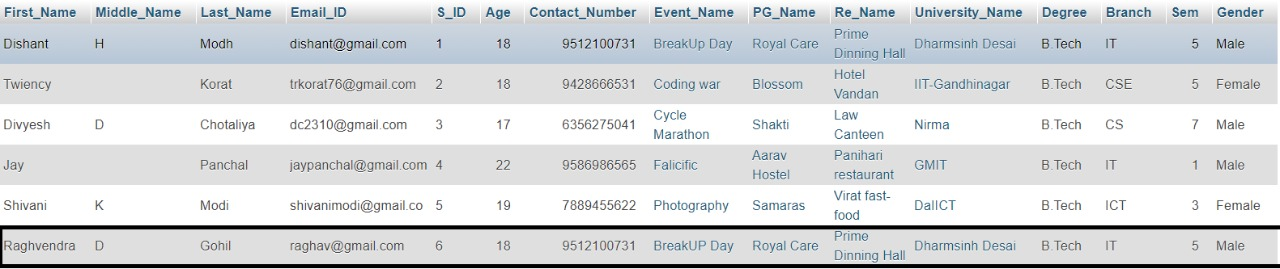 First_Name Middle_Name Last_Name Email_ID S_ID Age Contact_Number Event_Name PG_Name Re_Name University_Name Degree Branch Sem Gender
Dishant H Modh dishant@gmail.com 1 18 9512100731 BreakUp Day Royal Care Prime Dinning Hall Dharmsinh Desai B.Tech IT 5 Male
Twiency Korat trkorat76@gmail.com 2 18 9428666531 Coding war Blossom Hotel Vandan IIT-Gandhinagar B.Tech CSE 5 Female
Divyesh D Chotaliya dc2310@gmail.com 3 17 6356275041 Cycle Marathon Shakti Law Canteen Nirma B.Tech CS 7 Male
Jay Panchal jaypanchal@gmail.com 4 22 9586986565 Falicific Aarav Hostel Panihari restaurant GMIT B.Tech IT 1 Male
Shivani K Modi shivanimodi@gmail.co 5 19 7889455622 Photography Samaras Virat fast-food DaIICT B.Tech ICT 3 Female
Raghvendra D Gohil raghav@gmail.com 6 18 9512100731 BreakUP Day Royal Care Prime Dinning Hall Dharmsinh Desai B.Tech IT 5 Male